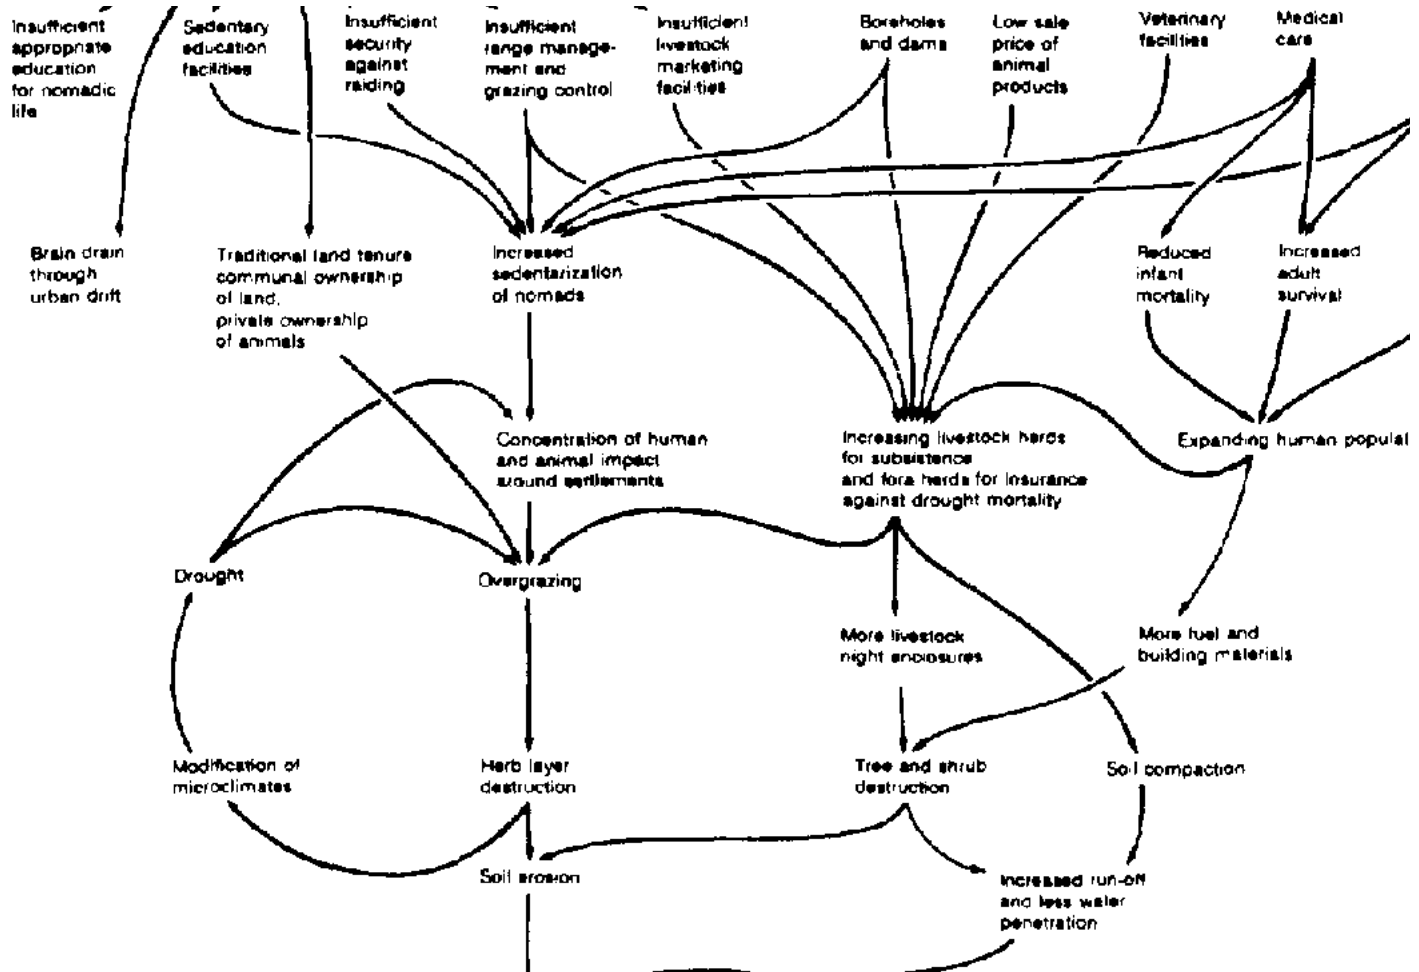 Insufficient
appropriate
education
for nomadic
life
Sedentary
education
facilities
Insufficient
security
against
raiding
Insufficient
range manage-
ment and
grazing control
Insufficient
livestock
marketing
facilities
Boreholes
and dams
Low sale
price of
animal
products
Veterinary
facilities
Medical
care
Brain drain
through
urban drift
Traditional land tenure
communal ownership
of land,
private ownership
of animals
Increased
sedentarization
of nomads
Reduced
infant
mortality
Increased
adult
survival
Concentration of human
and animal impact
around settlements
Increasing livestock herds
for subsistence
and fora herds for insurance
against drought mortality
Expanding human populat
Drought
Overgrazing
More livestock
night enclosures
More fuel and
building materials
Modification of
microclimates
Herb layer
destruction
Tree and shrub
destruction
Soil compaction
Soil erosion
Increased run-off
and less water
penetration